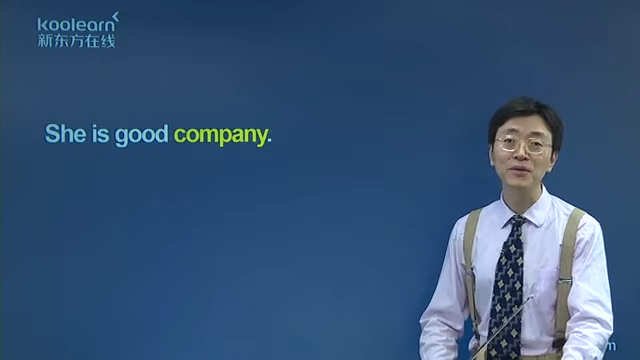 koolearn
新东方在线
She is good company.